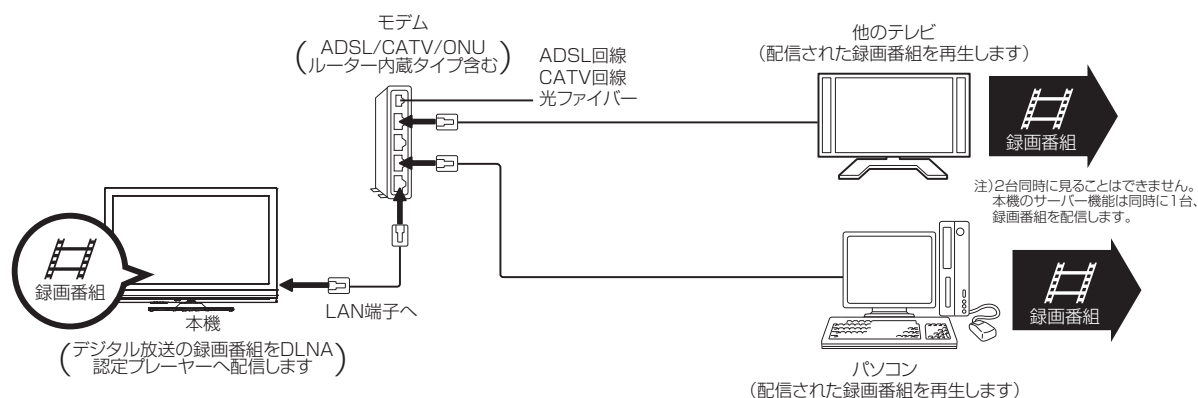 モデム
ADSL/CATV/ONU
ルーター内蔵タイプ含む
ADSL回線
CATV回線
光ファイバー
他のテレビ
(配信された録画番組を再生します)
録画番組
注)2台同時に見ることはできません。
本機のサーバー機能は同時に1台、
録画番組を配信します。
録画番組
本機
LAN端子へ
(デジタル放送の録画番組をDLNA
認定プレーヤーへ配信します)
録画番組
パソコン
(配信された録画番組を再生します)